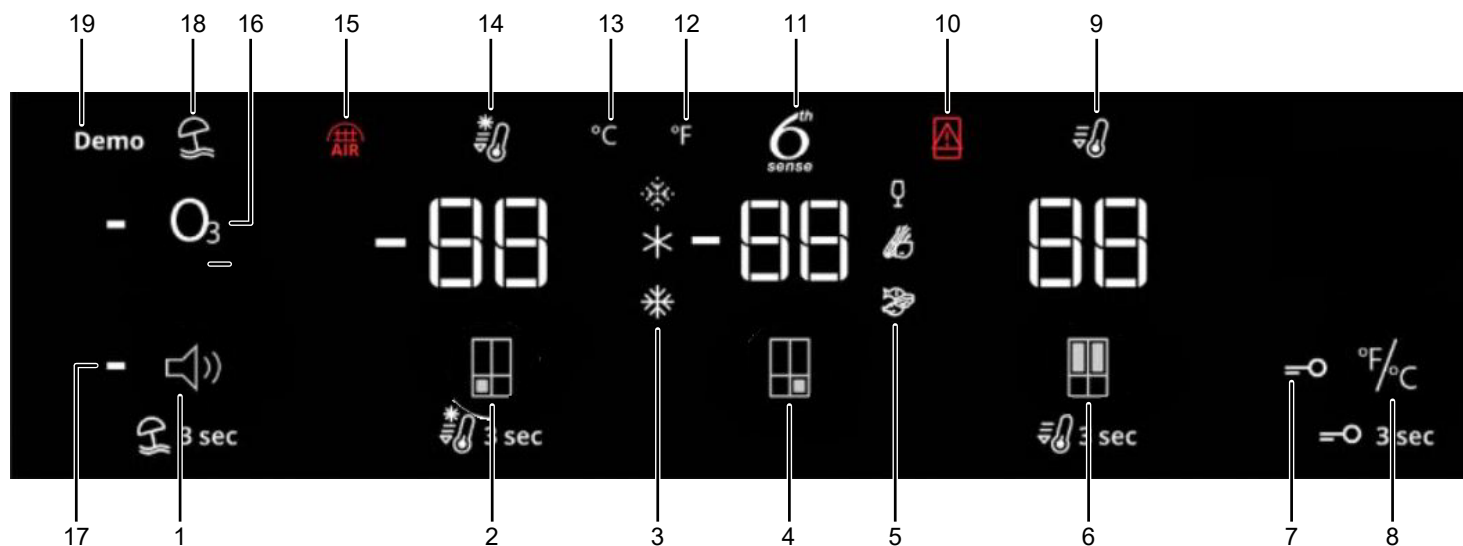 19 18 16 15 14 13 12 11 10 9
Demo AIR °C °F 6th sense
O3 -88 -88 88
°F/°C
3 sec 3 sec 3 sec 3 sec
17 1 2 3 4 5 6 7 8